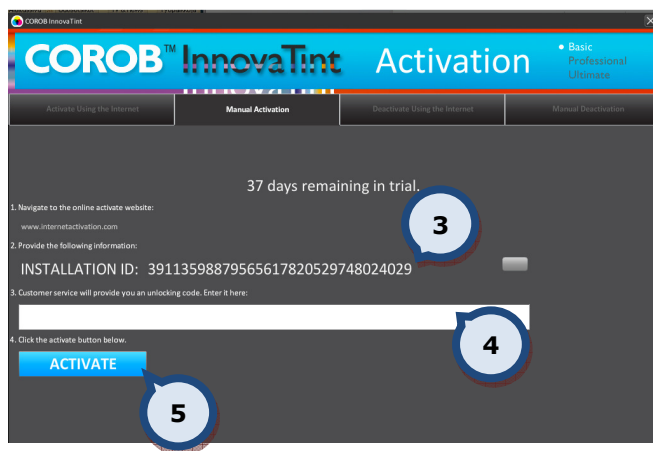 COROB InnovaTint
COROB™ InnovaTint Activation
Basic
Professional
Ultimate
Activate Using the Internet Manual Activation Deactivate Using the Internet Manual Deactivation
37 days remaining in trial.
1. Navigate to the online activate website:
www.internetactivation.com
3
2. Provide the following information:
INSTALLATION ID: 39113598879565617820529748024029
3. Customer service will provide you an unlocking code. Enter it here:
4
4. Click the activate button below.
ACTIVATE
5